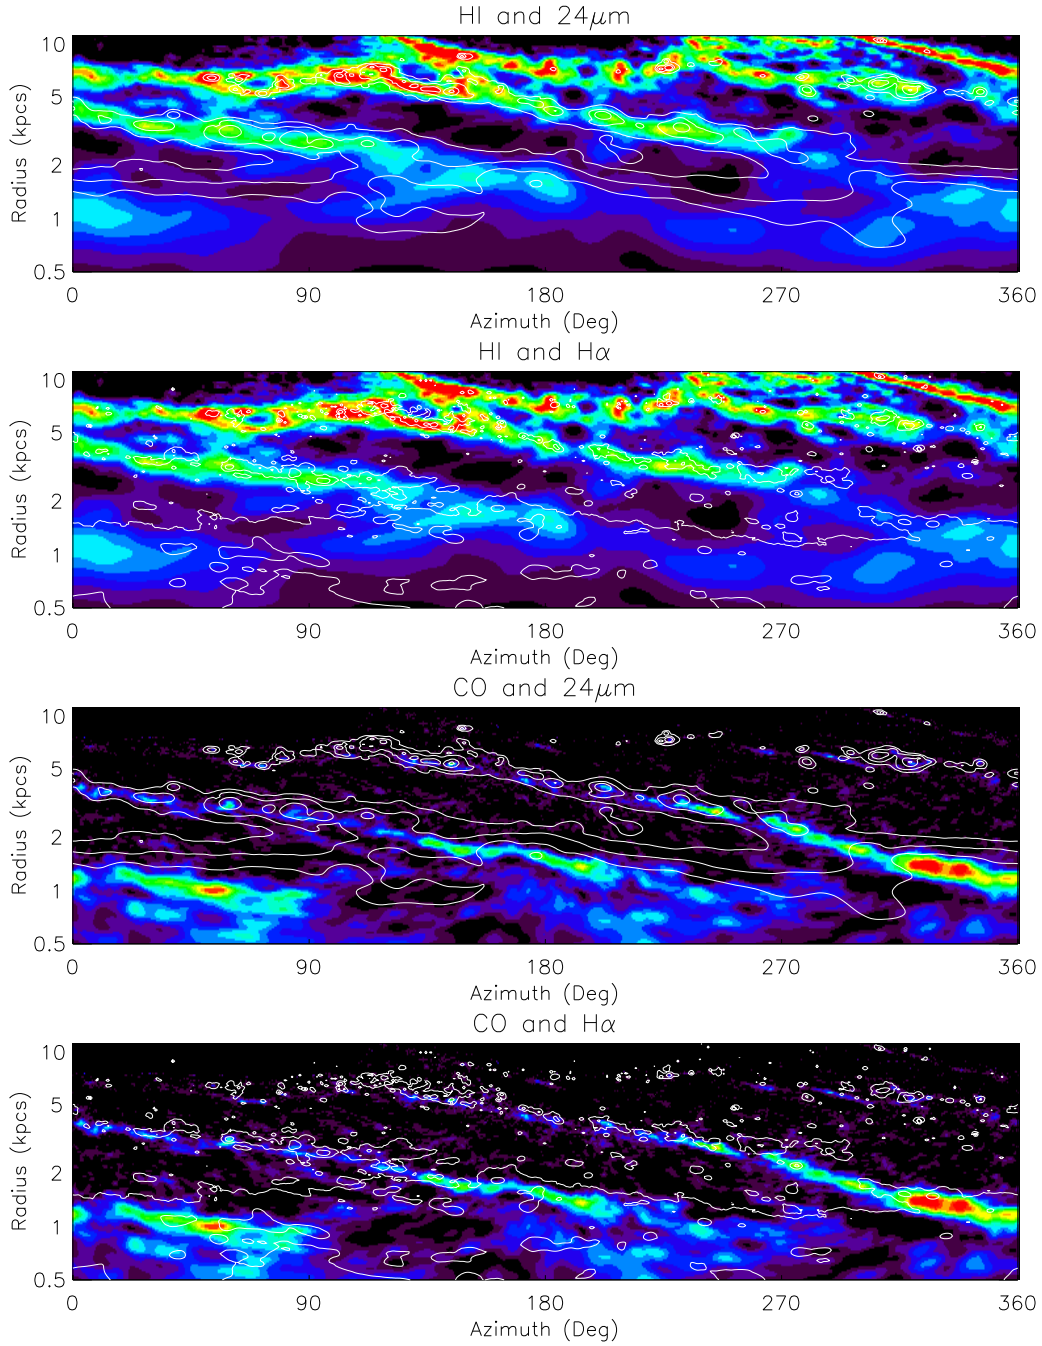 HI and 24μm
10
5
2
1
0.5
Radius (kpcs)
0 90 180 270 360
Azimuth (Deg)
HI and Hα
10
5
2
1
0.5
Radius (kpcs)
0 90 180 270 360
Azimuth (Deg)
CO and 24μm
10
5
2
1
0.5
Radius (kpcs)
0 90 180 270 360
Azimuth (Deg)
CO and Hα
10
5
2
1
0.5
Radius (kpcs)
0 90 180 270 360
Azimuth (Deg)